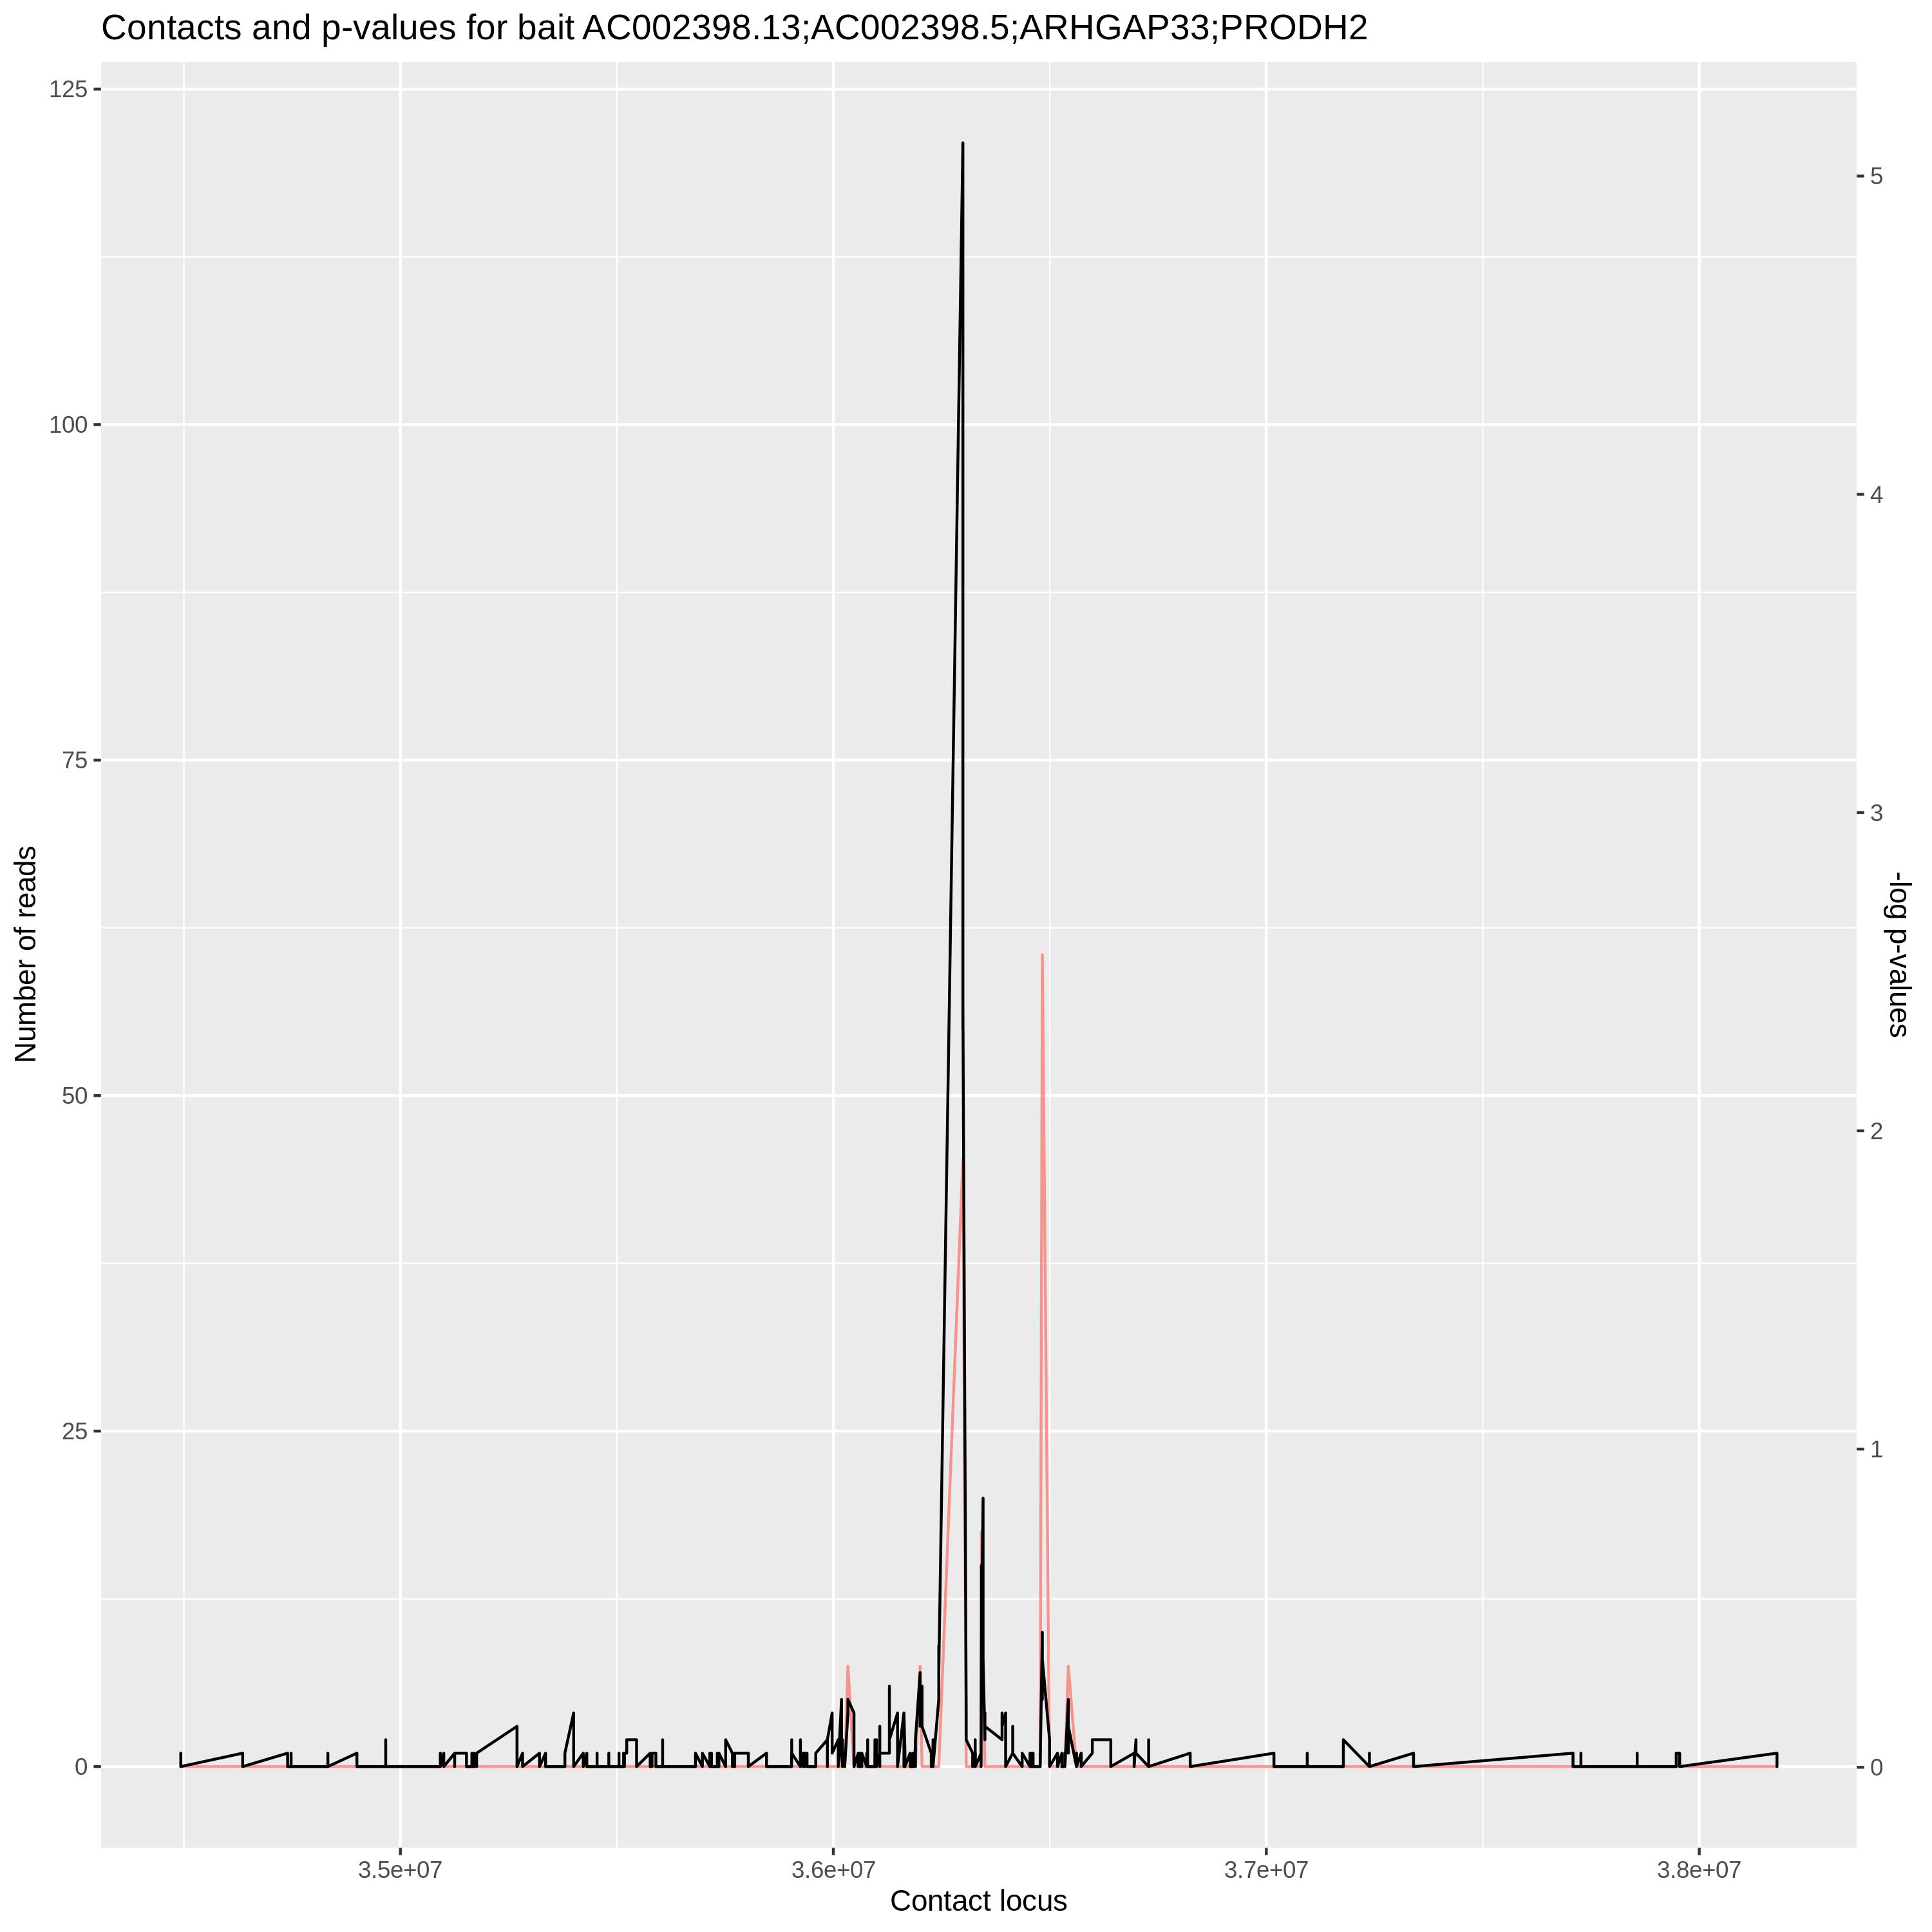 Contacts and p-values for bait AC002398.13;AC002398.5;ARHGAP33;PRODH2
125
100
75
50
25
0
Number of reads
5
4
3
2
1
0
-log p-values
3.5e+07
3.6e+07
3.7e+07
3.8e+07
Contact locus